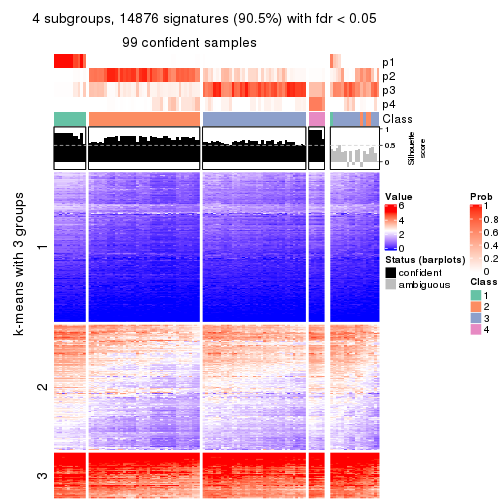 4 subgroups, 14876 signatures (90.5%) with fdr < 0.05
99 confident samples
p1
p2
p3
p4
Class
1
0.5
0
Silhouette
score
k-means with 3 groups
1
2
3
Value
6
4
2
0
Status (barplots)
confident
ambiguous
Prob
1
0.8
0.6
0.4
0.2
0
Class
1
2
3
4